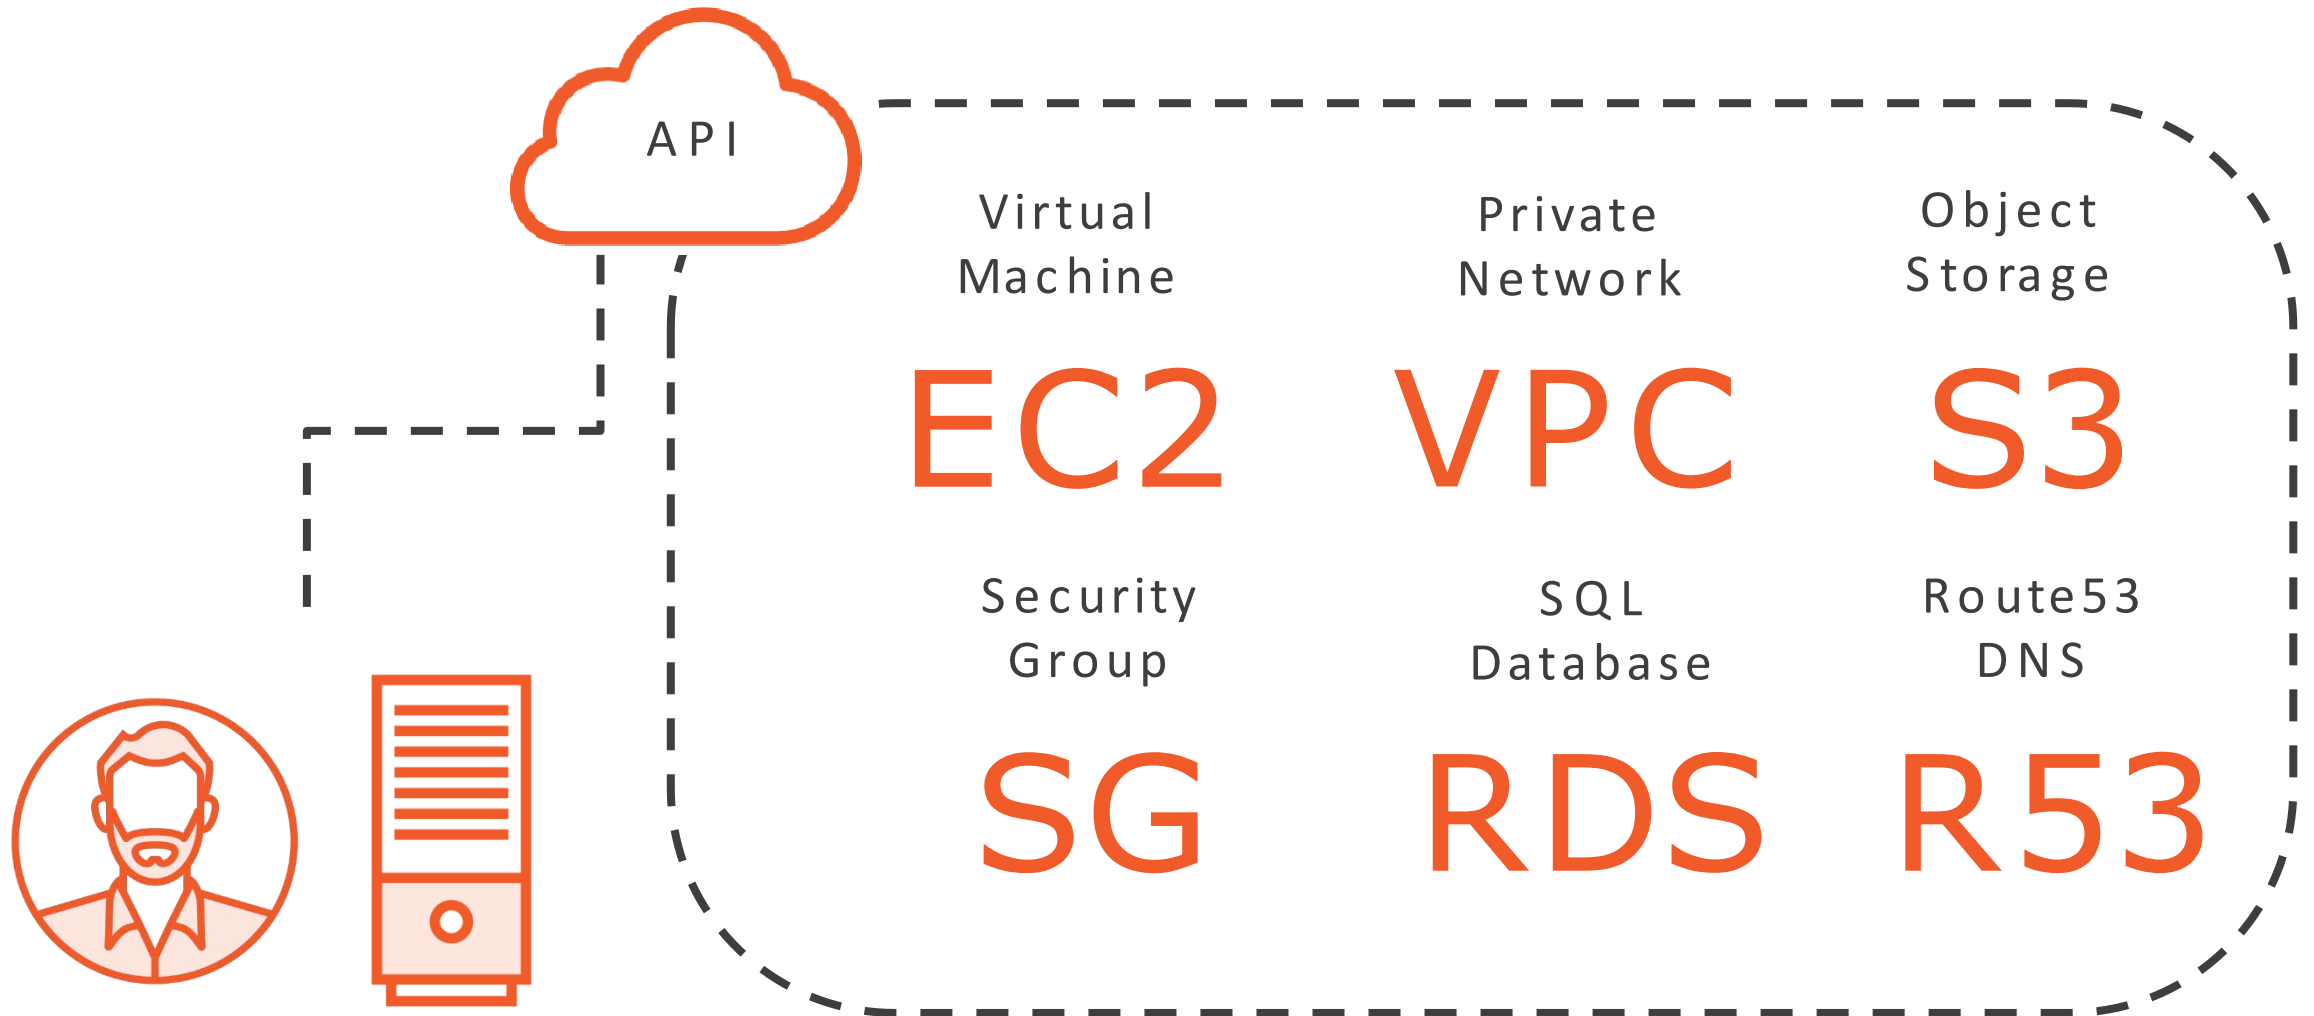 API
Virtual
Machine
EC2
Private
Network
VPC
Object
Storage
S3
Security
Group
SG
SQL
Database
RDS
Route53
DNS
R53